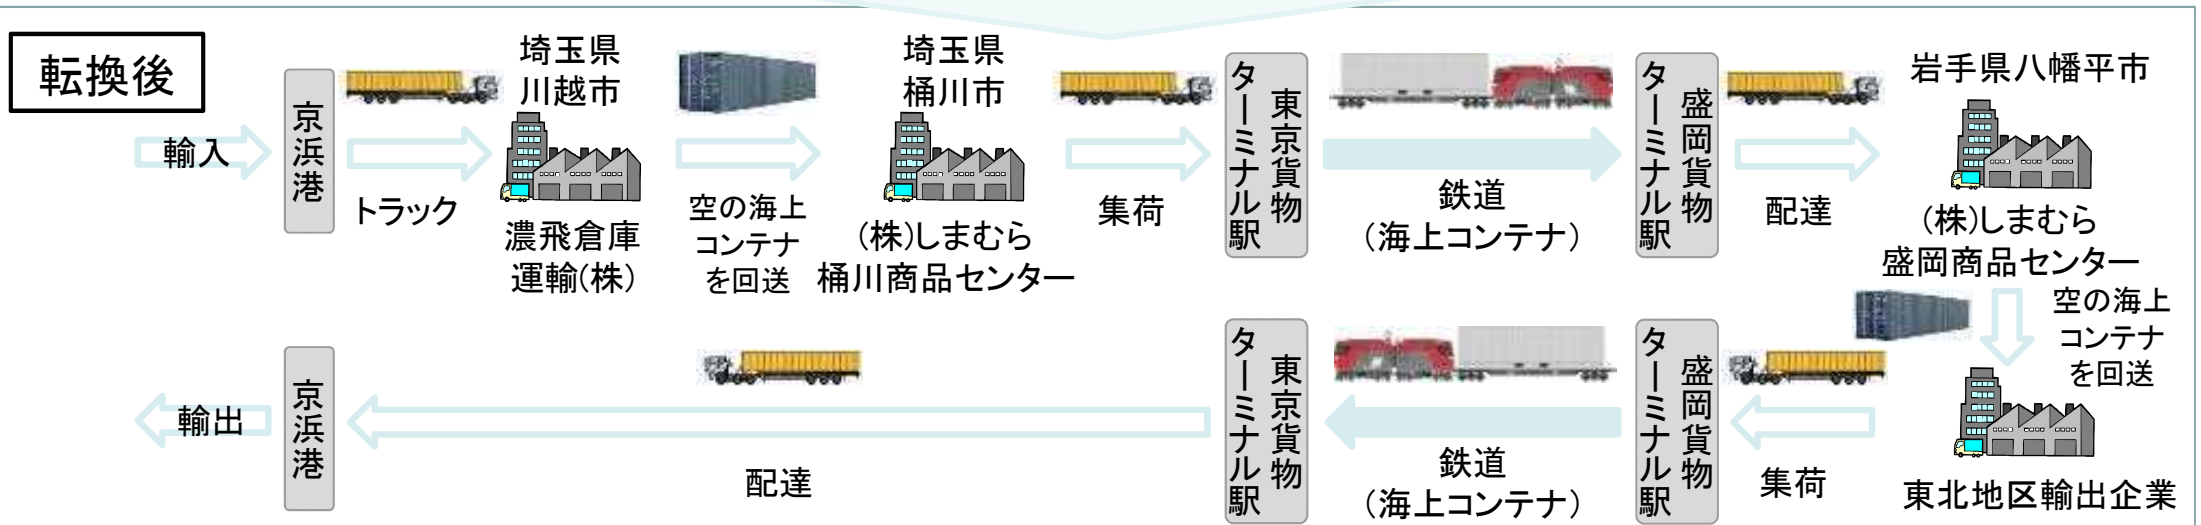 転換後
輸入
京浜港
トラック
埼玉県
川越市
濃飛倉庫
運輸(株)
空の海上
コンテナ
を回送
埼玉県
桶川市
(株)しまむら
桶川商品センター
集荷
東京貨物
ターミナル駅
鉄道
(海上コンテナ)
盛岡貨物
ターミナル駅
配達
岩手県八幡平市
(株)しまむら
盛岡商品センター
空の海上
コンテナ
を回送
東北地区輸出企業
集荷
盛岡貨物
ターミナル駅
鉄道
(海上コンテナ)
東京貨物
ターミナル駅
配達
京浜港
輸出